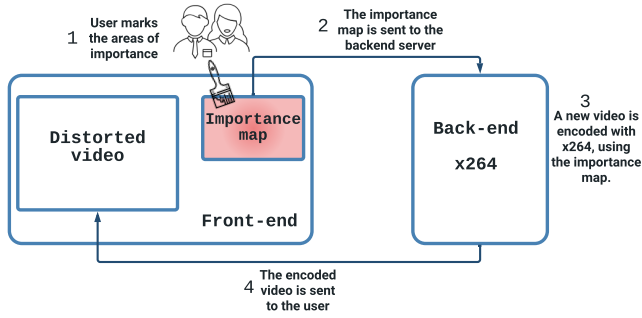 1
User marks
the areas of
importance
2
The importance
map is sent to the
backend server
Distorted
video
Importance
map
Front-end
Back-end
x264
3
A new video is
encoded with
x264, using
the importance
map.
4
The encoded
video is sent
to the user